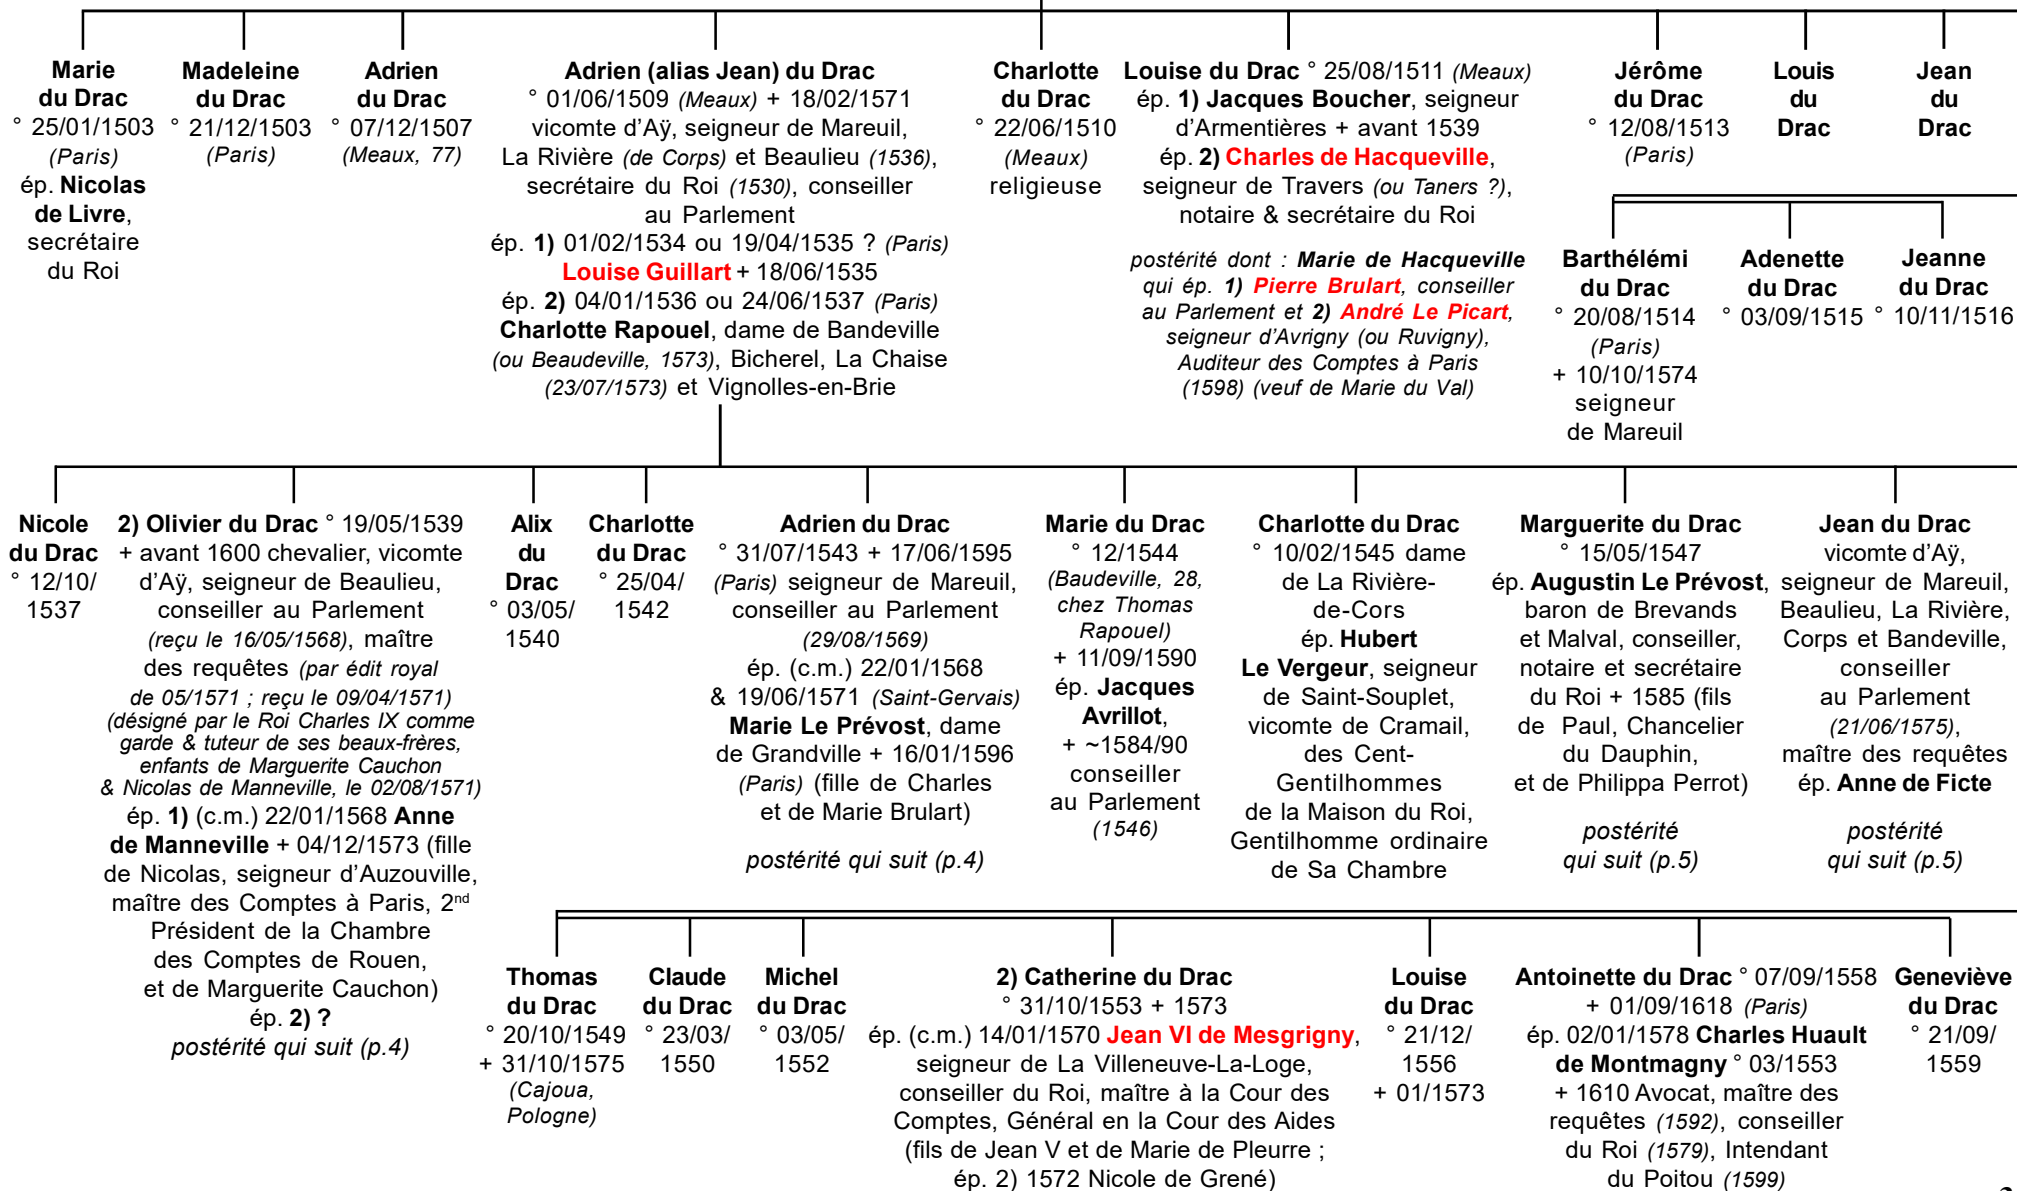 Marie
du Drac
° 25/01/1503
(Paris)
ép. Nicolas
de Livre,
secrétaire
du Roi
Madeleine
du Drac
° 21/12/1503
(Paris)
Adrien
du Drac
° 07/12/1507
(Meaux, 77)
Adrien (alias Jean) du Drac
° 01/06/1509 (Meaux) + 18/02/1571
vicomte d'Aÿ, seigneur de Mareuil,
La Rivière (de Corps) et Beaulieu (1536),
secrétaire du Roi (1530), conseiller
au Parlement
ép. 1) 01/02/1534 ou 19/04/1535 ? (Paris)
Louise Guillart + 18/06/1535
ép. 2) 04/01/1536 ou 24/06/1537 (Paris)
Charlotte Rapouel, dame de Bandeville
(ou Beaudeville, 1573), Bicherel, La Chaise
(23/07/1573) et Vignolles-en-Brie
Charlotte
du Drac
° 22/06/1510
(Meaux)
religieuse
Louise du Drac ° 25/08/1511 (Meaux)
ép. 1) Jacques Boucher, seigneur
d'Armentières + avant 1539
ép. 2) Charles de Hacqueville,
seigneur de Travers (ou Taners ?),
notaire & secrétaire du Roi
postérité dont : Marie de Hacqueville
qui ép. 1) Pierre Brulart, conseiller
au Parlement et 2) André Le Picart,
seigneur d'Avrigny (ou Ruvigny),
Auditeur des Comptes à Paris
(1598) (veuf de Marie du Val)
Jérôme
du Drac
° 12/08/1513
(Paris)
Louis
du
Drac
Jean
du
Drac
Barthélémi
du Drac
° 20/08/1514
(Paris)
+ 10/10/1574
seigneur
de Mareuil
Adenette
du Drac
° 03/09/1515
Jeanne
du Drac
° 10/11/1516
Nicole
du Drac
° 12/10/
1537
2) Olivier du Drac ° 19/05/1539
+ avant 1600 chevalier, vicomte
d'Aÿ, seigneur de Beaulieu,
conseiller au Parlement
(reçu le 16/05/1568), maître
des requêtes (par édit royal
de 05/1571 ; reçu le 09/04/1571)
(désigné par le Roi Charles IX comme
garde & tuteur de ses beaux-frères,
enfants de Marguerite Cauchon
& Nicolas de Manneville, le 02/08/1571)
ép. 1) (c.m.) 22/01/1568 Anne
de Manneville + 04/12/1573 (fille
de Nicolas, seigneur d'Auzouville,
maître des Comptes à Paris, 2nd
Président de la Chambre
des Comptes de Rouen,
et de Marguerite Cauchon)
ép. 2) ?
postérité qui suit (p.4)
Alix
du
Drac
° 03/05/
1540
Charlotte
du Drac
° 25/04/
1542
Adrien du Drac
° 31/07/1543 + 17/06/1595
(Paris) seigneur de Mareuil,
conseiller au Parlement
(29/08/1569)
ép. (c.m.) 22/01/1568
& 19/06/1571 (Saint-Gervais)
Marie Le Prévost, dame
de Grandville + 16/01/1596
(Paris) (fille de Charles
et de Marie Brulart)
postérité qui suit (p.4)
Marie du Drac
° 12/1544
(Baudeville, 28,
chez Thomas
Rapouel)
+ 11/09/1590
ép. Jacques
Avrillot,
+ ~1584/90
conseiller
au Parlement
(1546)
Charlotte du Drac
° 10/02/1545 dame
de La Rivière-
de-Cors
ép. Hubert
Le Vergeur, seigneur
de Saint-Souplet,
vicomte de Cramail,
des Cent-
Gentilhommes
de la Maison du Roi,
Gentilhomme ordinaire
de Sa Chambre
Marguerite du Drac
° 15/05/1547
ép. Augustin Le Prévost,
baron de Brevands
et Malval, conseiller,
notaire et secrétaire
du Roi + 1585 (fils
de Paul, Chancelier
du Dauphin,
et de Philippa Perrot)
postérité
qui suit (p.5)
Jean du Drac
vicomte d'Aÿ,
seigneur de Mareuil,
Beaulieu, La Rivière,
Corps et Bandeville,
conseiller
au Parlement
(21/06/1575),
maître des requêtes
ép. Anne de Ficte
postérité
qui suit (p.5)
Thomas
du Drac
° 20/10/1549
+ 31/10/1575
(Cajoua,
Pologne)
Claude
du Drac
° 23/03/
1550
Michel
du Drac
° 03/05/
1552
2) Catherine du Drac
° 31/10/1553 + 1573
ép. (c.m.) 14/01/1570 Jean VI de Mesgrigny,
seigneur de La Villeneuve-La-Loge,
conseiller du Roi, maître à la Cour des
Comptes, Général en la Cour des Aides
(fils de Jean V et de Marie de Pleurre ;
ép. 2) 1572 Nicole de Grené)
Louise
du Drac
° 21/12/
1556
+ 01/1573
Antoinette du Drac ° 07/09/1558
+ 01/09/1618 (Paris)
ép. 02/01/1578 Charles Huault
de Montmagny ° 03/1553
+ 1610 Avocat, maître des
requêtes (1592), conseiller
du Roi (1579), Intendant
du Poitou (1599)
Geneviève
du Drac
° 21/09/
1559